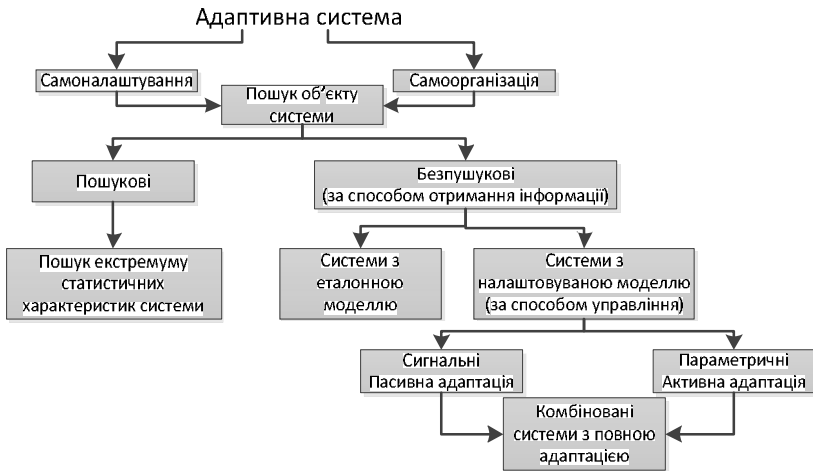 Адаптивна система
Самоналаштування
Самоорганізація
Пошук об'єкту
системи
Пошукові
Безпушукові
(за способом отримання інформації)
Пошук екстремуму
статистичних
характеристик системи
Системи з
еталонною
моделлю
Системи з
налаштовуваною моделлю
(за способом управління)
Сигнальні
Пасивна адаптація
Параметричні
Активна адаптація
Комбіновані
системи з повною
адаптацією